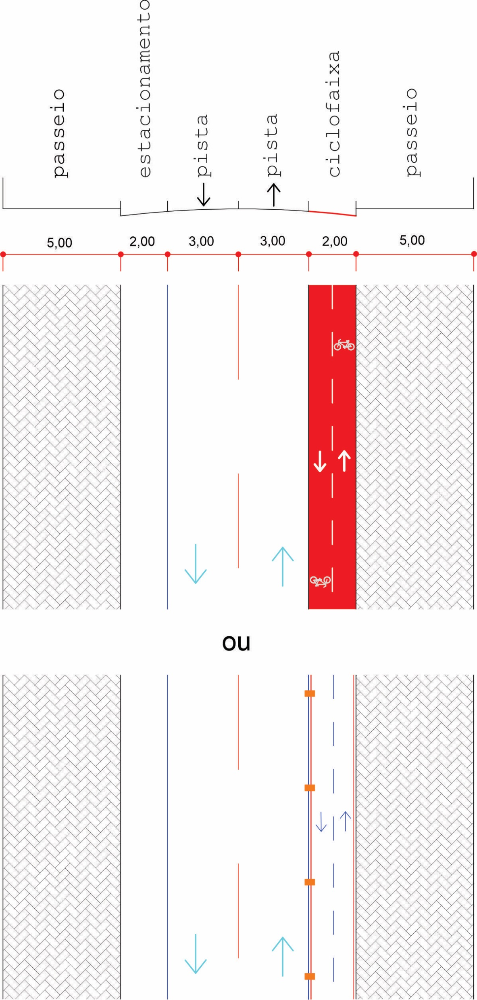 passeio
estacionamento
pista
pista
ciclofaixa
passeio
5,00
2,00
3,00
3,00
2,00
5,00
ou